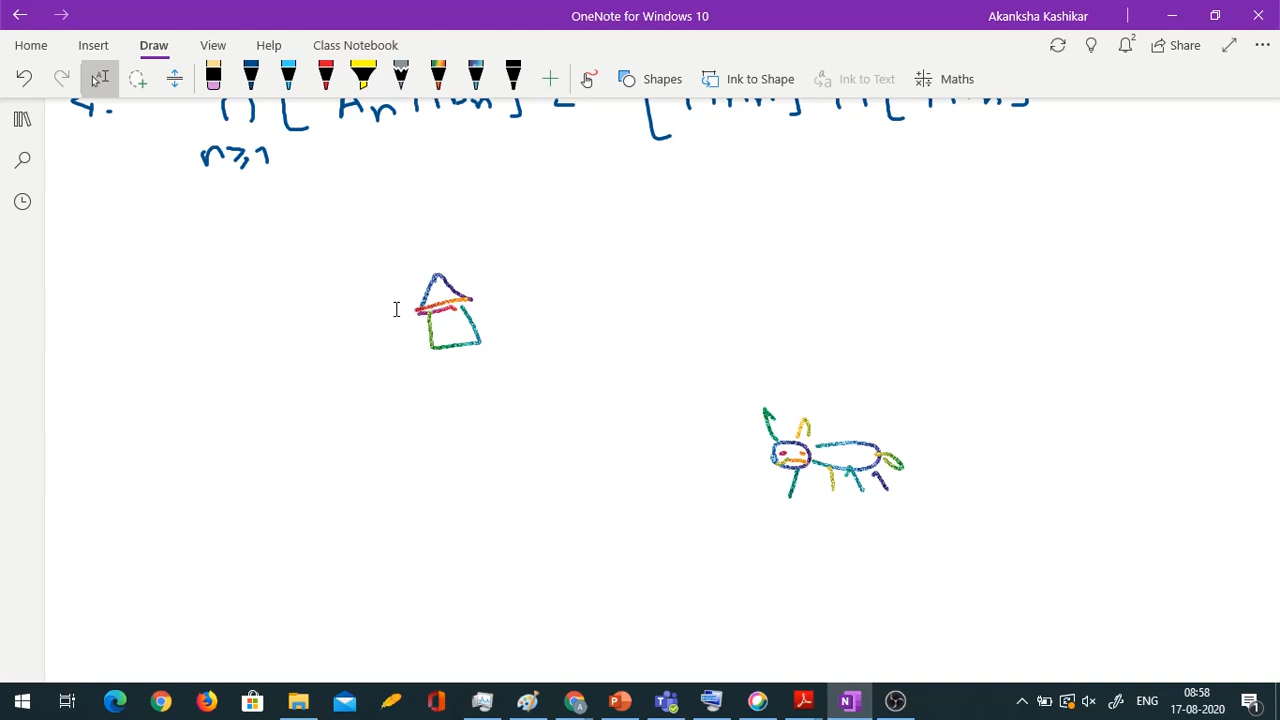 OneNote for Windows 10
Akanksha Kashikar
Home Insert Draw View Help Class Notebook
Share
Shapes Ink to Shape Ink to Text Maths
4.
n≥1
ENG
08:58
17-08-2020